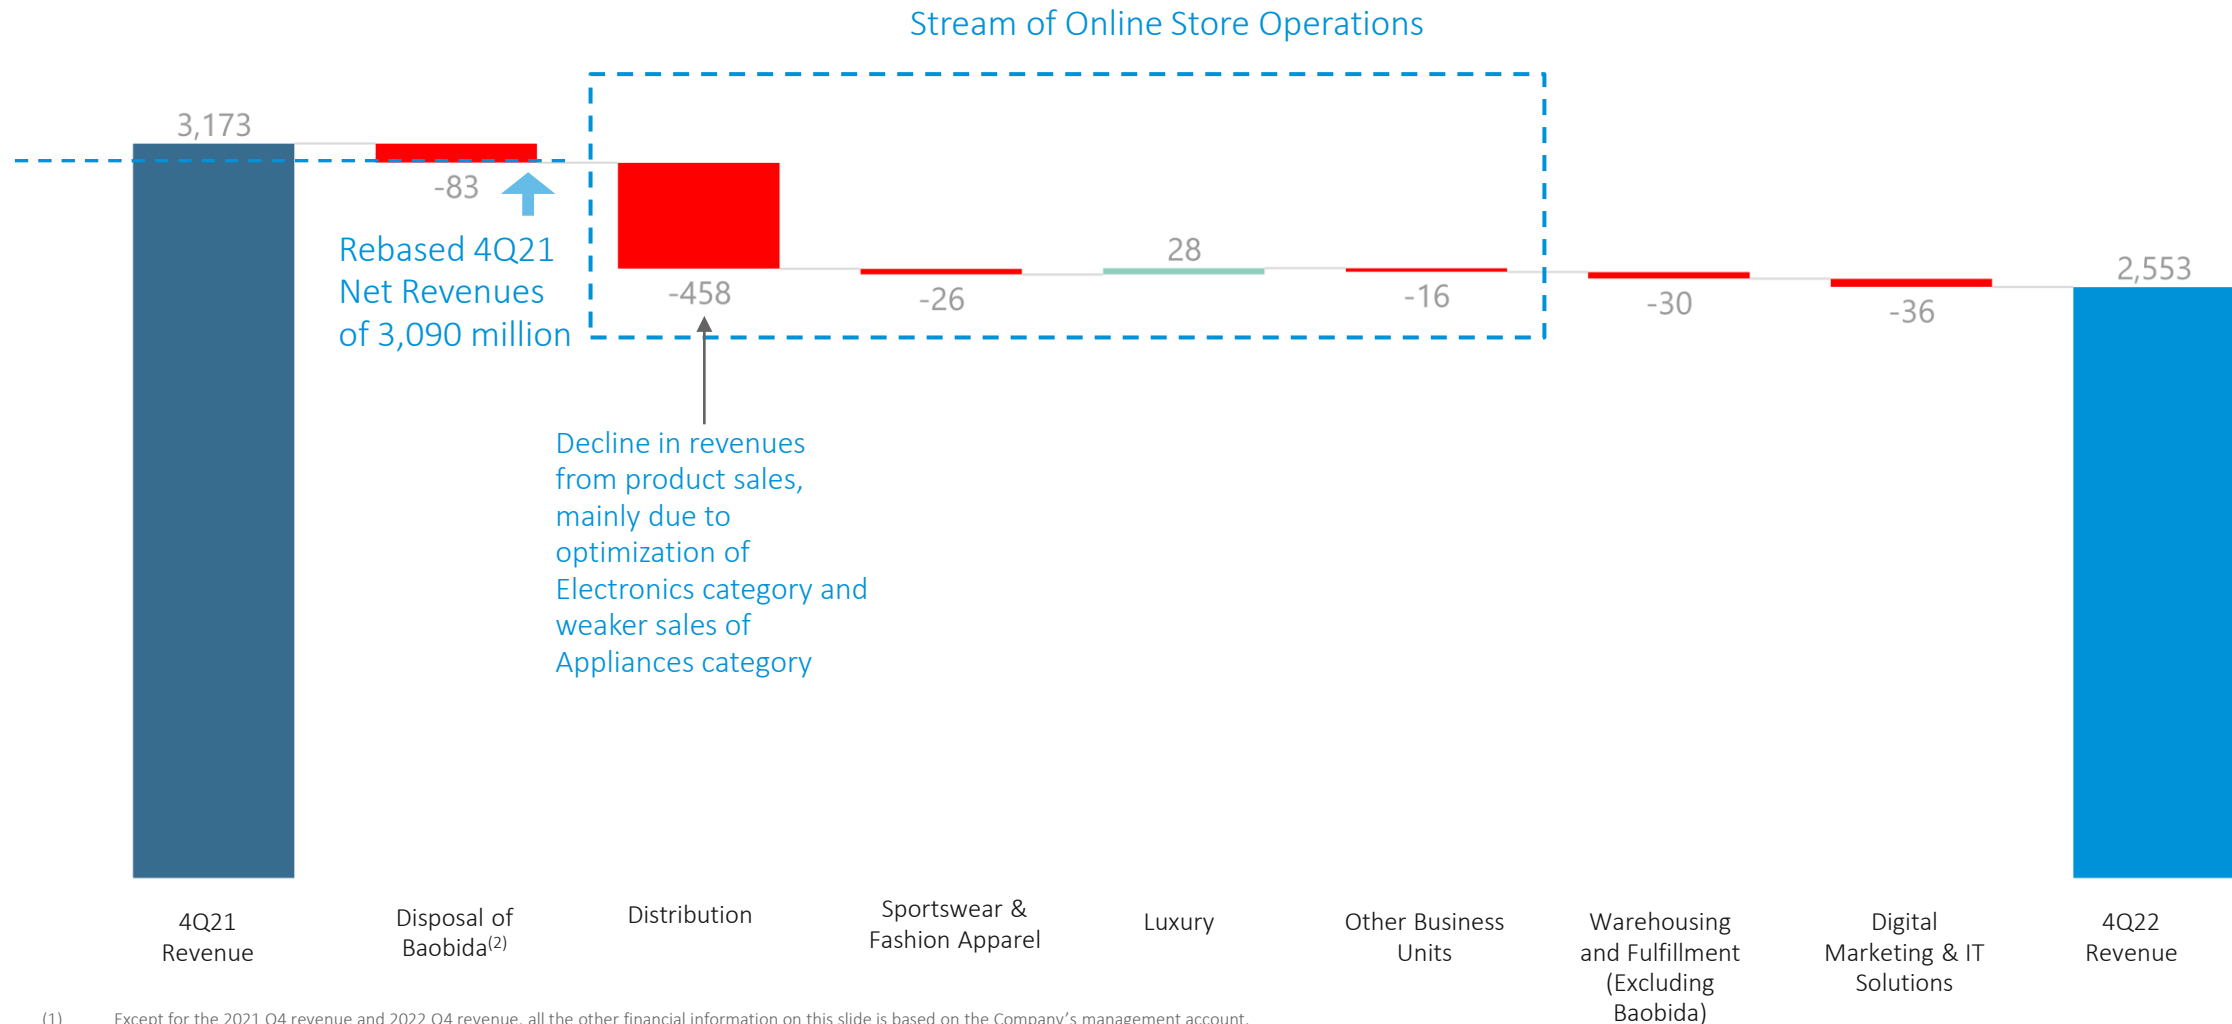 Stream of Online Store Operations
3,173
-83
Rebased 4Q21
Net Revenues
of 3,090 million
-458
-26
28
-16
-30
-36
2,553
Decline in revenues
from product sales,
mainly due to
optimization of
Electronics category and
weaker sales of
Appliances category
4Q21
Revenue
Disposal of
Baobida(2)
Distribution
Sportswear &
Fashion Apparel
Luxury
Other Business
Units
Warehousing
and Fulfillment
(Excluding
Baobida)
Digital
Marketing & IT
Solutions
4Q22
Revenue
(1) Except for the 2021 Q4 revenue and 2022 Q4 revenue, all the other financial information on this slide is based on the Company's management account.